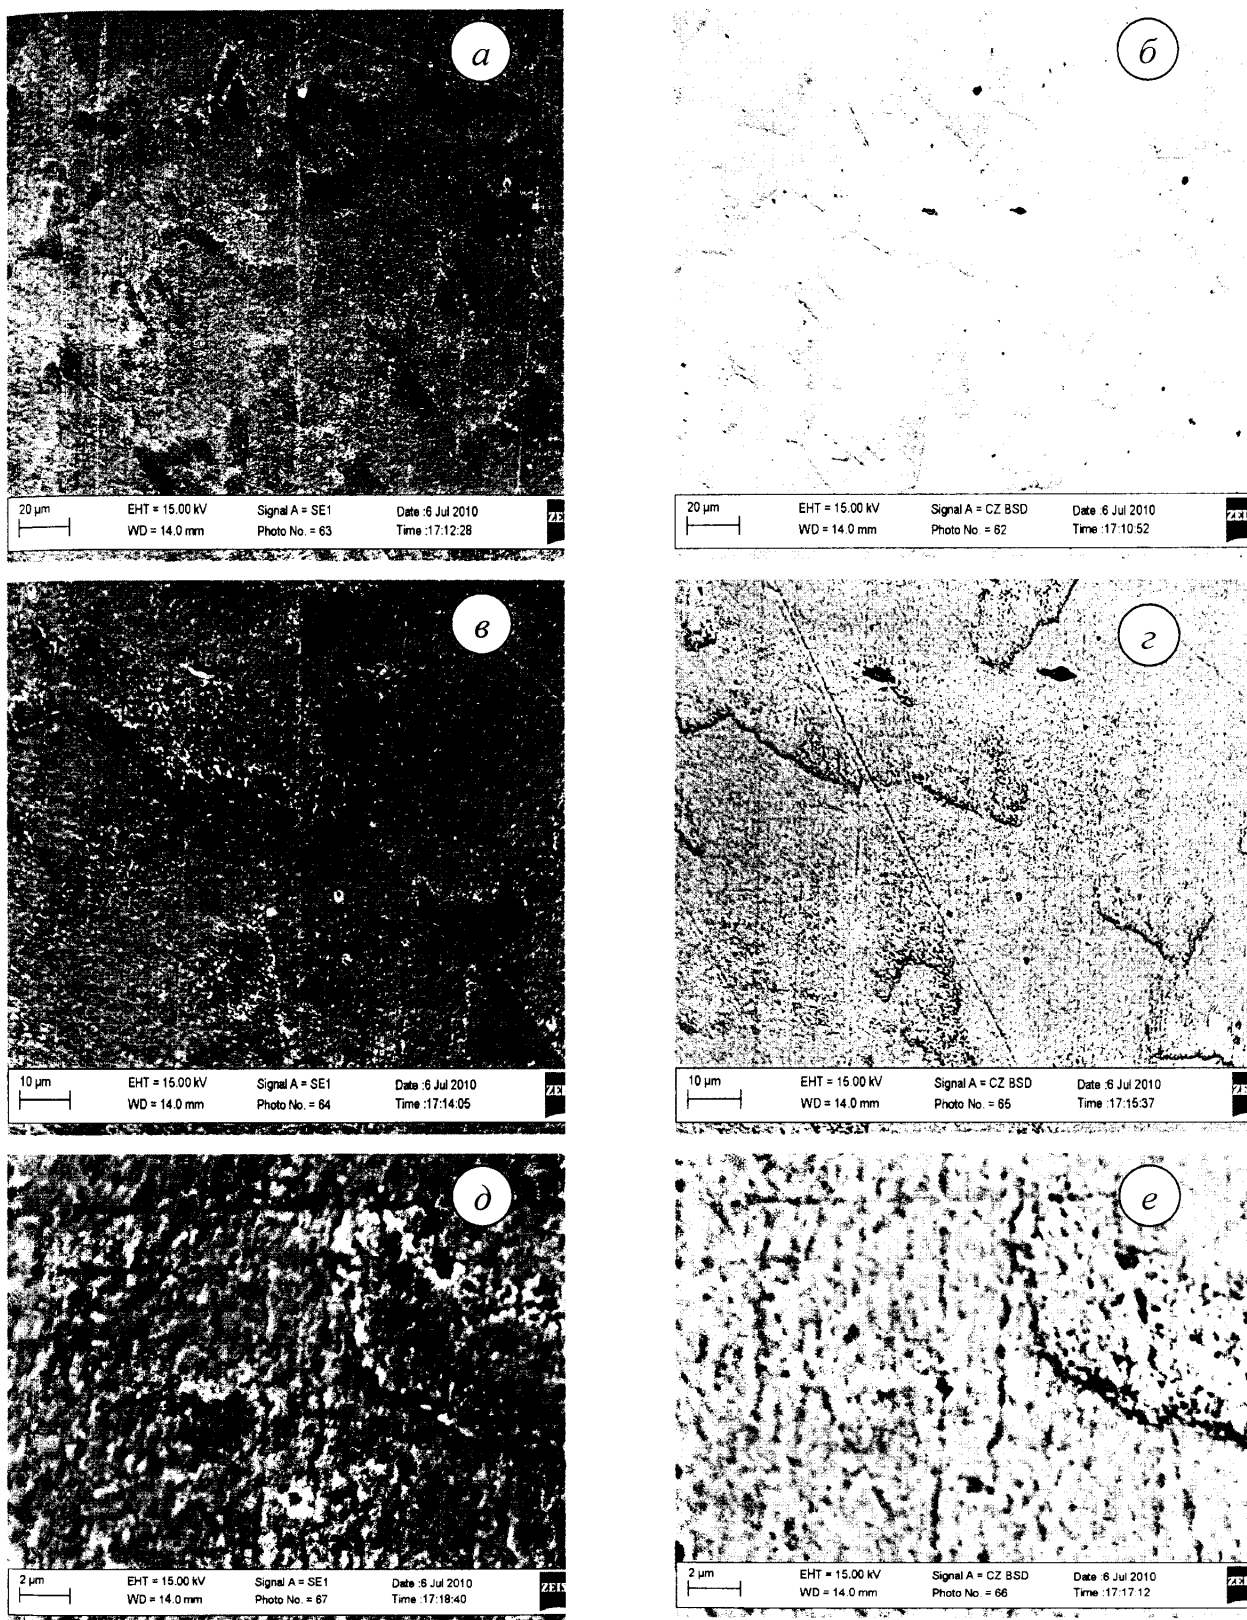 а
б
20 µm
EHT = 15.00 kV
Signal A = SE1
Date :6 Jul 2010
WD = 14.0 mm
Photo No. = 63
Time :17:12:28
20 µm
EHT = 15.00 kV
Signal A = CZ BSD
Date :6 Jul 2010
WD = 14.0 mm
Photo No. = 62
Time :17:10:52
в
г
10 µm
EHT = 15.00 kV
Signal A = SE1
Date :6 Jul 2010
WD = 14.0 mm
Photo No. = 64
Time :17:14:05
10 µm
EHT = 15.00 kV
Signal A = CZ BSD
Date :6 Jul 2010
WD = 14.0 mm
Photo No. = 65
Time :17:15:37
д
е
2 µm
EHT = 15.00 kV
Signal A = SE1
Date :6 Jul 2010
WD = 14.0 mm
Photo No. = 67
Time :17:18:40
2 µm
EHT = 15.00 kV
Signal A = CZ BSD
Date :6 Jul 2010
WD = 14.0 mm
Photo No. = 66
Time :17:17:12